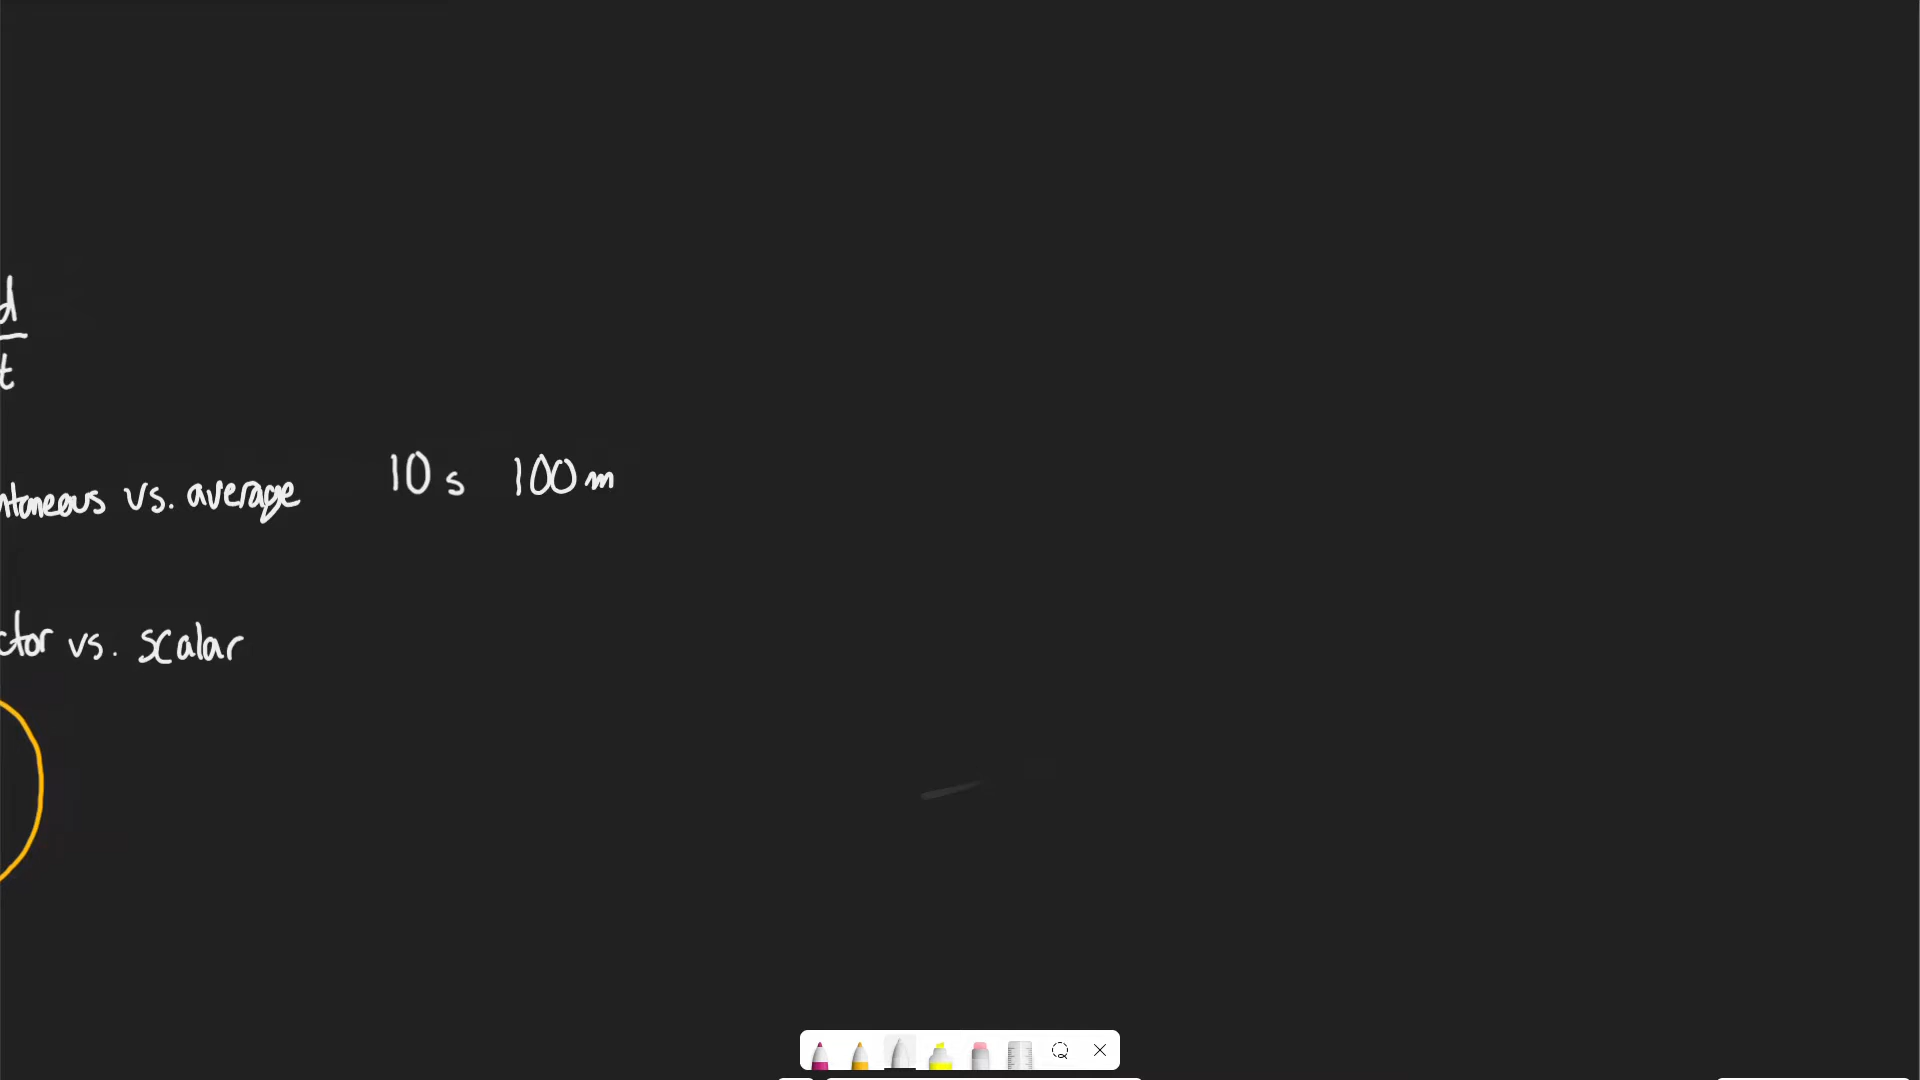 d
t
10 s 100 m
ntaneous vs. average
ctor vs. scalar